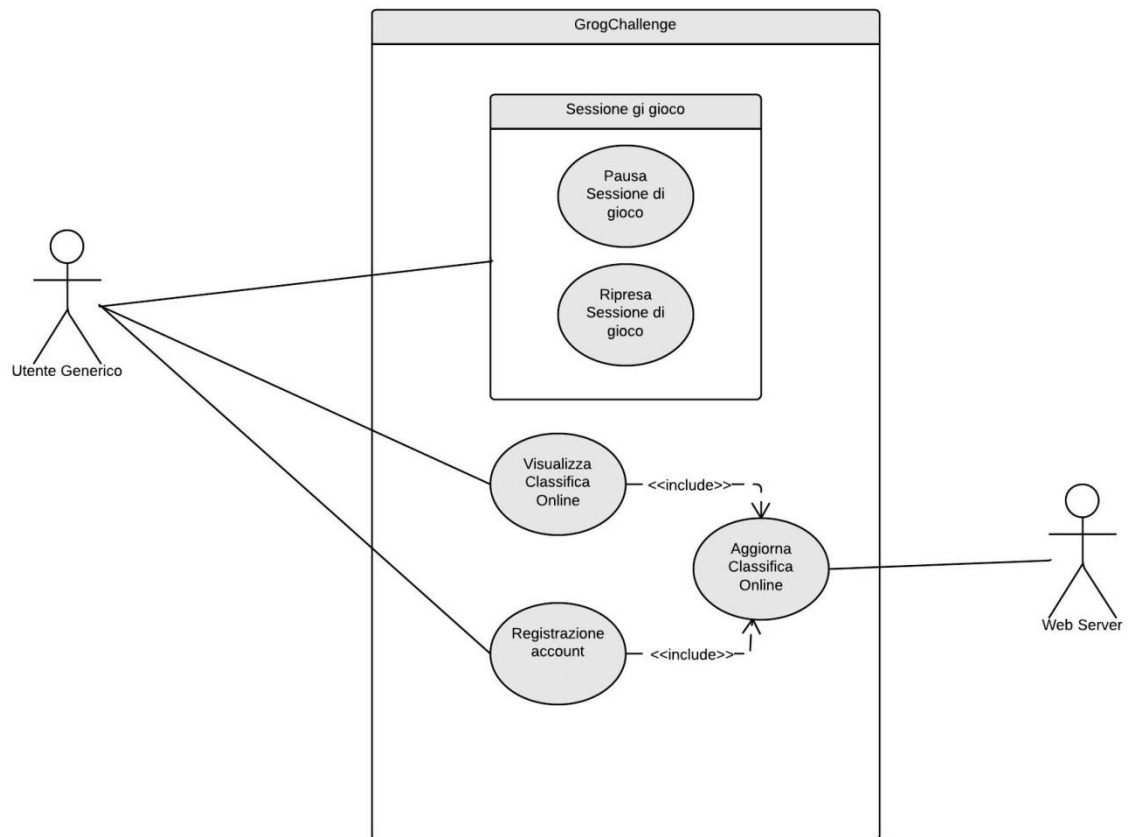 GrogChallenge
Sessione gi gioco
Pausa
Sessione di
gioco
Ripresa
Sessione di
gioco
Utente Generico
Visualizza
Classifica
Online
<<include>>
Aggiorna
Classifica
Online
Web Server
Registrazione
account
<<include>>